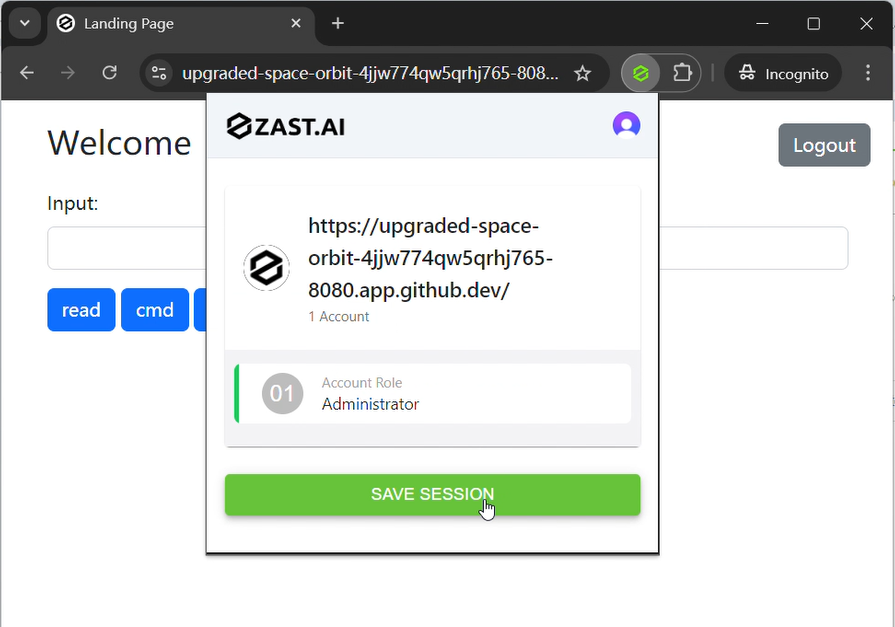 Landing Page
upgraded-space-orbit-4jjw774qw5qrhj765-808...
Incognito
ZAST.AI
Welcome
Logout
Input:
https://upgraded-space-
orbit-4jjw774qw5qrhj765-
8080.app.github.dev/
1 Account
read
cmd
01
Account Role
Administrator
SAVE SESSION